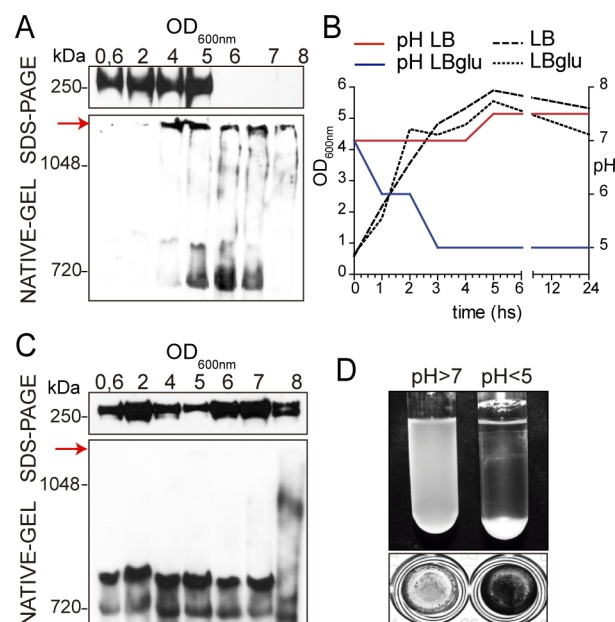 A
OD600nm
kDa 0,6 2 4 5 6 7 8
SDS-PAGE
250
NATIVE-GEL
1048
720
B
pH LB
LB
pH LBglu
LBglu
OD600nm
6
5
4
3
2
1
0
8
7
6
5
pH
0 1 2 3 4 5 6 12 24
time (hs)
C
OD600nm
kDa 0,6 2 4 5 6 7 8
SDS-PAGE
250
NATIVE-GEL
1048
720
D
pH>7 pH<5